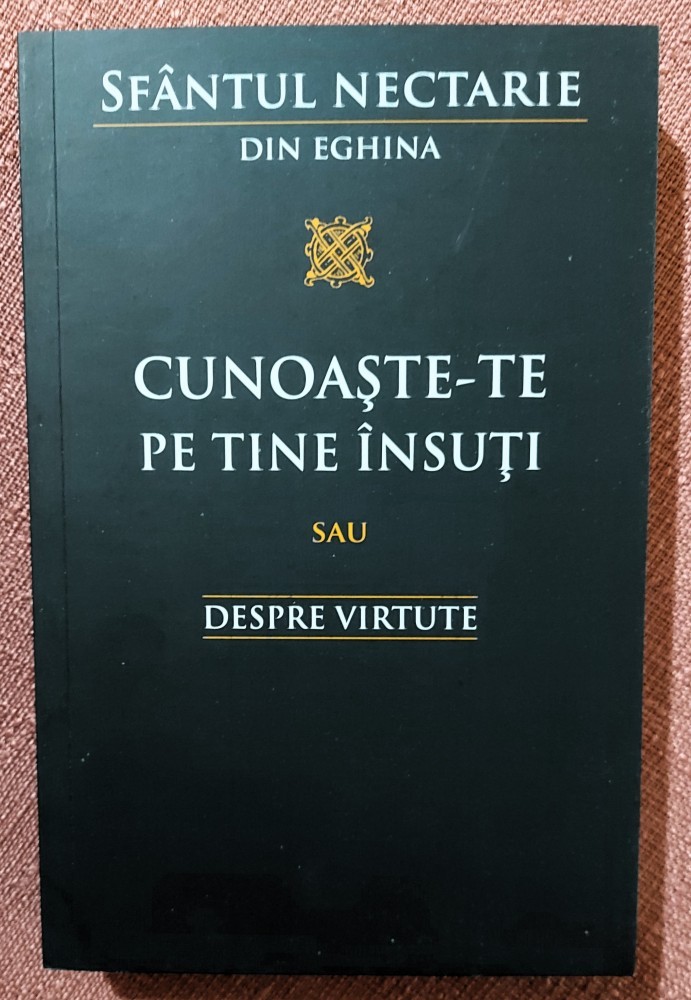 SFÂNTUL NECTARIE
DIN EGHINA
CUNOAŞTE-TE
PE TINE ÎNSUŢI
SAU
DESPRE VIRTUTE